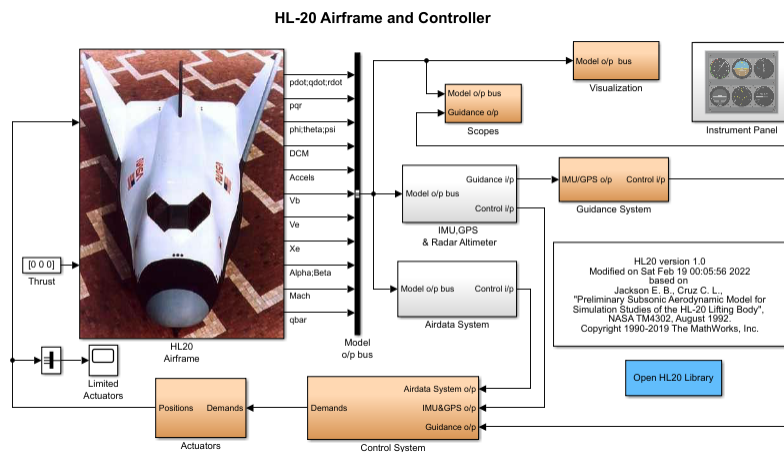 HL-20 Airframe and Controller
pdot;qdot;rdot
pqr
phi;theta;psi
DCM
Accels
Vb
Ve
Xe
Alpha;Beta
Mach
qbar
HL20
Airframe
[0 0 0]
Thrust
Model
o/p bus
Model o/p bus
Visualization
Model o/p bus
Guidance o/p
Scopes
Instrument Panel
Model o/p bus
Guidance i/p
Control i/p
IMU,GPS
& Radar Altimeter
IMU/GPS o/p
Control i/p
Guidance System
Model o/p bus
Control i/p
Airdata System
HL20 version 1.0
Modified on Sat Feb 19 00:05:56 2022
based on
Jackson E. B., Cruz C. L.,
"Preliminary Subsonic Aerodynamic Model for
Simulation Studies of the HL-20 Lifting Body",
NASA TM4302, August 1992.
Copyright 1990-2019 The MathWorks, Inc.
Open HL20 Library
Limited
Actuators
Positions
Demands
Actuators
Demands
Airdata System o/p
IMU&GPS o/p
Guidance o/p
Control System